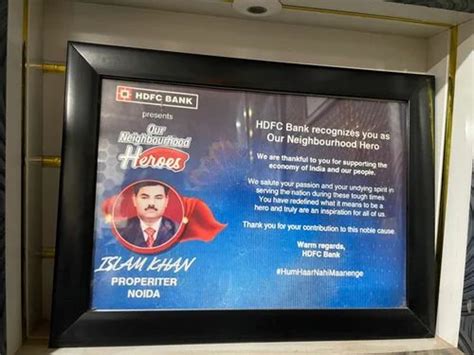 HDFC BANK
presents
Our
Neighbourhood
Heroes
ISLAM KHAN
PROPERITER
NOIDA
HDFC Bank recognizes you as
Our Neighbourhood Hero
We are thankful to you for supporting the
economy of India and our people.
We salute your passion and your undying spirit in
serving the nation during these tough times.
You have redefined what it means to be a
hero and truly are an inspiration for all of us.
Thank you for your contribution to this noble cause.
Warm regards,
HDFC Bank
#HumHaarNahiMaanenge